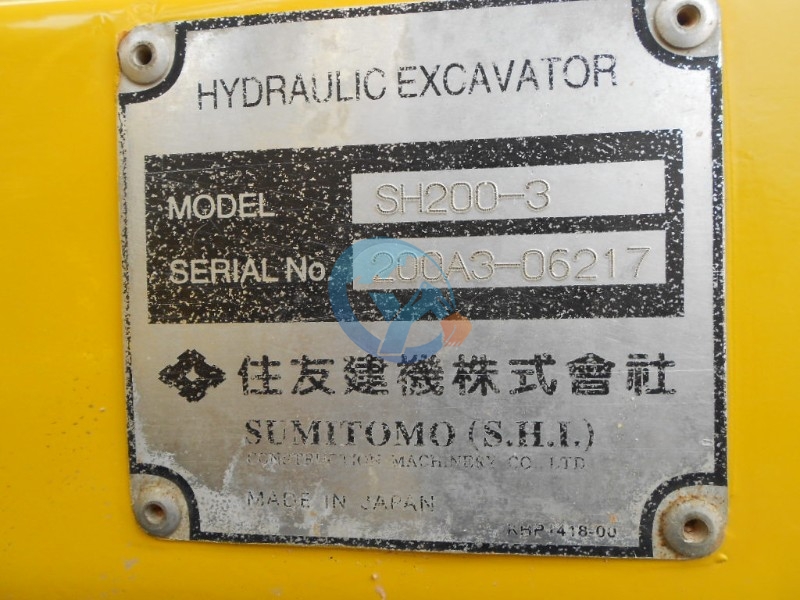 HYDRAULIC EXCAVATOR
MODEL SH200-3
SERIAL No. 200A3-06217
住友建機株式會社
SUMITOMO (S.H.I.)
CONSTRUCTION MACHINERY CO., LTD
MADE IN JAPAN
KHP1418-00